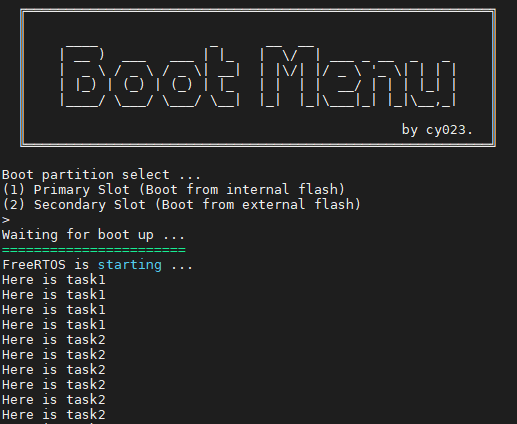 Boot Menu
by cy023.
Boot partition select ...
(1) Primary Slot (Boot from internal flash)
(2) Secondary Slot (Boot from external flash)
>
Waiting for boot up ...
=======================
FreeRTOS is starting ...
Here is task1
Here is task1
Here is task1
Here is task1
Here is task2
Here is task2
Here is task2
Here is task2
Here is task2
Here is task2